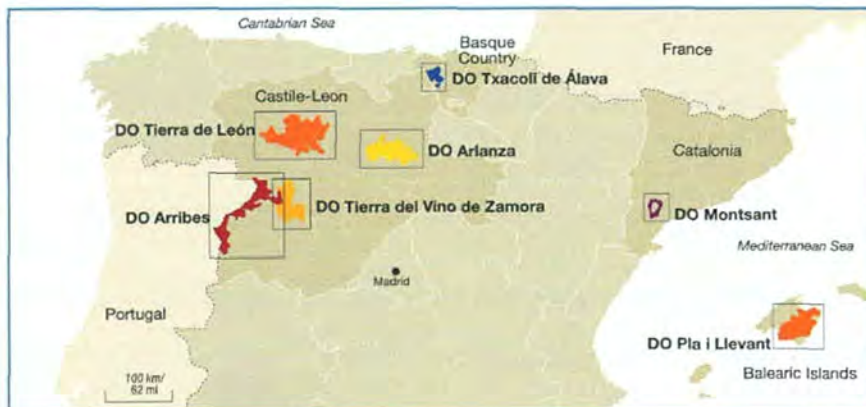 Cantabrian Sea
Basque
Country
France
DO Txacolí de Álava
Castile-Leon
DO Tierra de León
DO Arlanza
Catalonia
DO Arribes
DO Tierra del Vino de Zamora
DO Montsant
Mediterranean Sea
Madrid
Portugal
DO Pla i Llevant
100 km/
62 mi
Balearic Islands